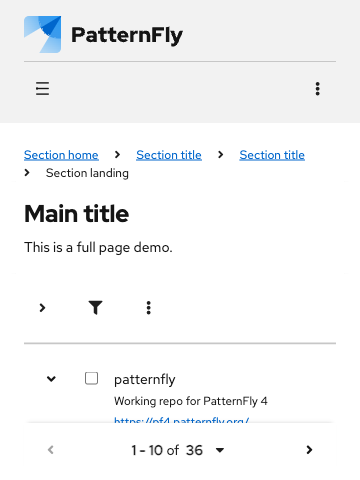 PatternFly
Section home
Section title
Section title
Section landing
Main title
This is a full page demo.
patternfly
Working repo for PatternFly 4
https://pf4.patternfly.org/
1 - 10 of 36